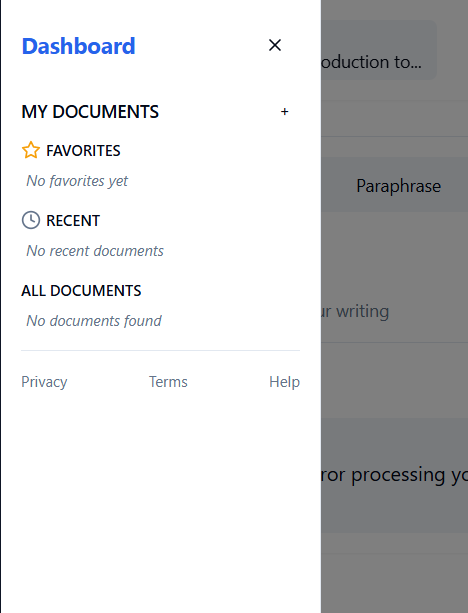 Dashboard
oduction to...
MY DOCUMENTS +
FAVORITES
No favorites yet
Paraphrase
RECENT
No recent documents
ALL DOCUMENTS
No documents found
ur writing
Privacy Terms Help
ror processing yo